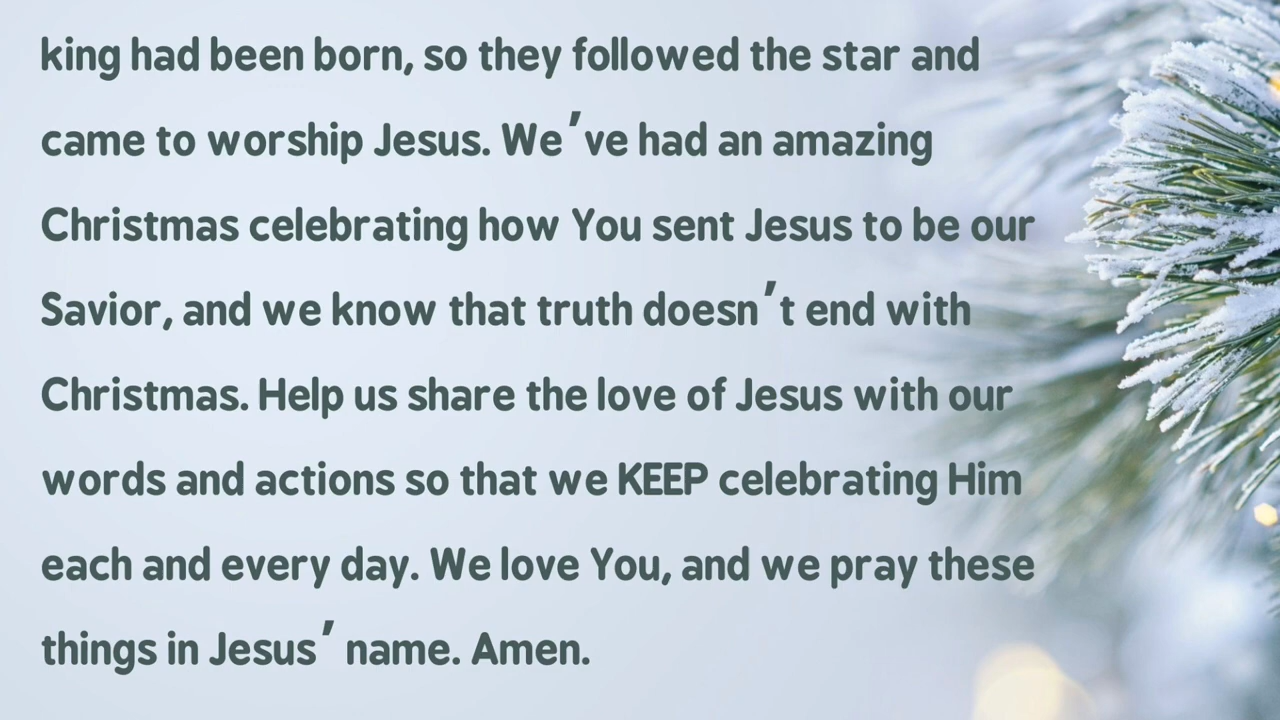 king had been born, so they followed the star and
came to worship Jesus. We’ve had an amazing
Christmas celebrating how You sent Jesus to be our
Savior, and we know that truth doesn’t end with
Christmas. Help us share the love of Jesus with our
words and actions so that we KEEP celebrating Him
each and every day. We love You, and we pray these
things in Jesus’ name. Amen.